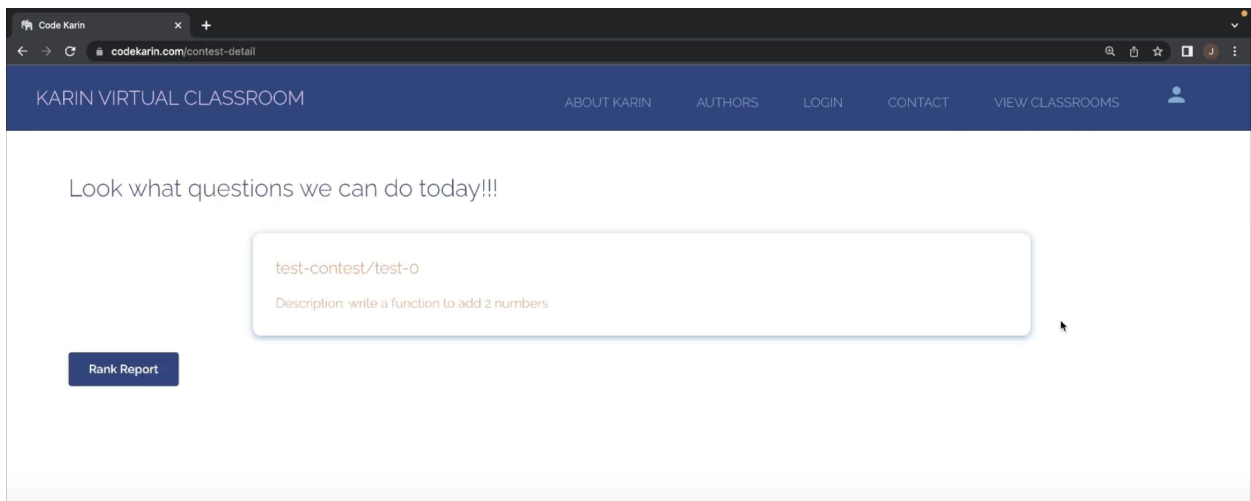 Code Karin
codekarin.com/contest-detail
J
KARIN VIRTUAL CLASSROOM
ABOUT KARIN
AUTHORS
LOGIN
CONTACT
VIEW CLASSROOMS
Look what questions we can do today!!!
test-contest/test-0
Description: write a function to add 2 numbers
Rank Report